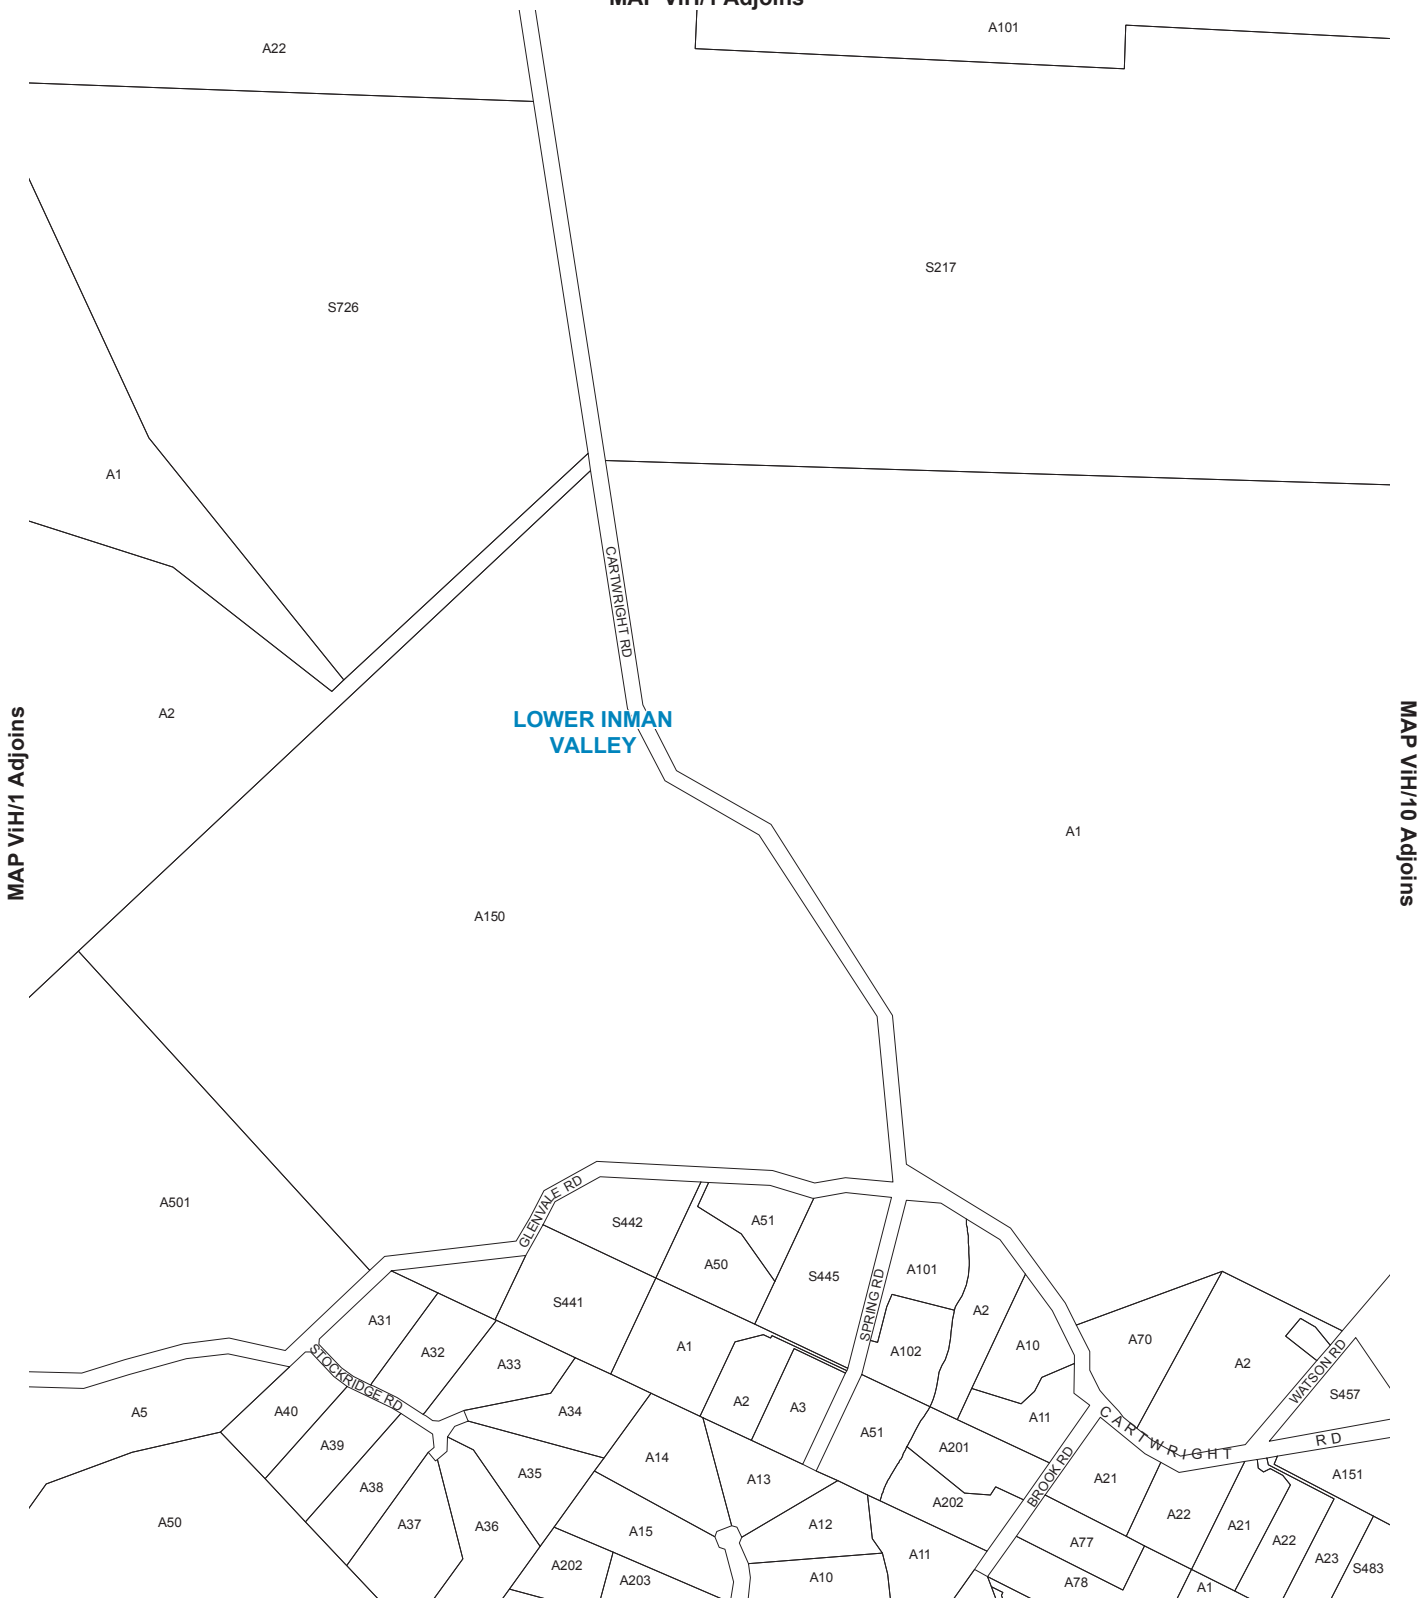 MAP ViH/1 Adjoins
A22
A101
S217
S726
A1
CARTWRIGHT RD
A2
LOWER INMAN
VALLEY
MAP ViH/1 Adjoins
MAP ViH/10 Adjoins
A1
A150
A501
GLENVALE RD
S442
A51
A50
S445
A101
SPRING RD
S441
A31
A32
A33
A1
A102
A2
A10
A70
A2
WATSON RD
S457
STOCKRIDGE RD
A5
A40
A39
A38
A37
A36
A35
A34
A14
A2
A3
A51
A11
A201
CARTWRIGHT RD
A13
A202
BROOK RD
A21
A22
A21
A22
A151
A50
A15
A12
A11
A77
A23
S483
A202
A203
A10
A78
A1